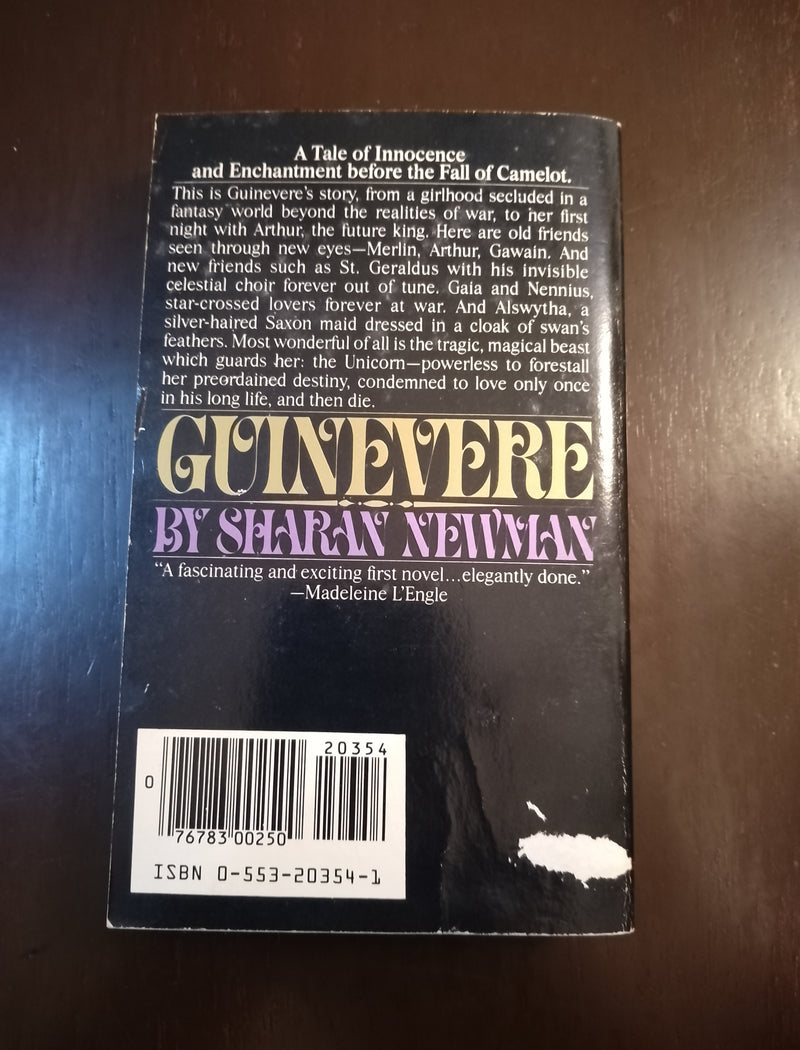 A Tale of Innocence
and Enchantment before the Fall of Camelot.
This is Guinevere's story, from a girlhood secluded in a
fantasy world beyond the realities of war, to her first
night with Arthur, the future king. Here are old friends
seen through new eyes—Merlin, Arthur, Gawain. And
new friends such as St. Geraldus with his invisible
celestial choir forever out of tune. Gaia and Nennius,
star-crossed lovers forever at war. And Alswytha, a
silver-haired Saxon maid dressed in a cloak of swan's
feathers. Most wonderful of all is the tragic, magical beast
which guards her: the Unicorn—powerless to forestall
her preordained destiny, condemned to love only once
in his long life, and then die.
GUINEVERE
BY SHARAN NEWMAN
“A fascinating and exciting first novel...elegantly done.”
—Madeleine L'Engle
20354
0
76783 00250
ISBN 0-553-20354-1